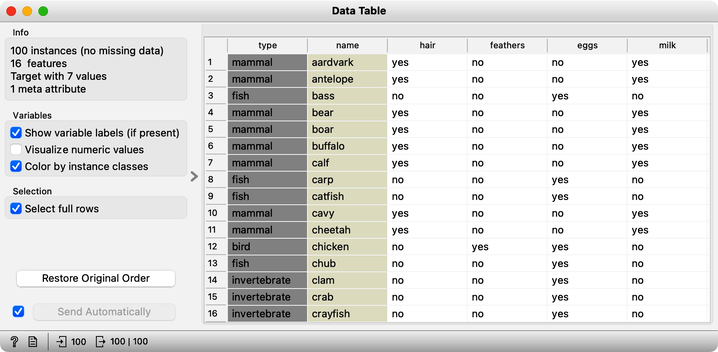 Data Table
Info
100 instances (no missing data)
16 features
Target with 7 values
1 meta attribute
Variables
Show variable labels (if present)
Visualize numeric values
Color by instance classes
Selection
Select full rows
Restore Original Order
Send Automatically
type name hair feathers eggs milk
1 mammal aardvark yes no no yes
2 mammal antelope yes no no yes
3 fish bass no no yes no
4 mammal bear yes no no yes
5 mammal boar yes no no yes
6 mammal buffalo yes no no yes
7 mammal calf yes no no yes
8 fish carp no no yes no
9 fish catfish no no yes no
10 mammal cavy yes no no yes
11 mammal cheetah yes no no yes
12 bird chicken no yes yes no
13 fish chub no no yes no
14 invertebrate clam no no yes no
15 invertebrate crab no no yes no
16 invertebrate crayfish no no yes no
? 100 100 | 100